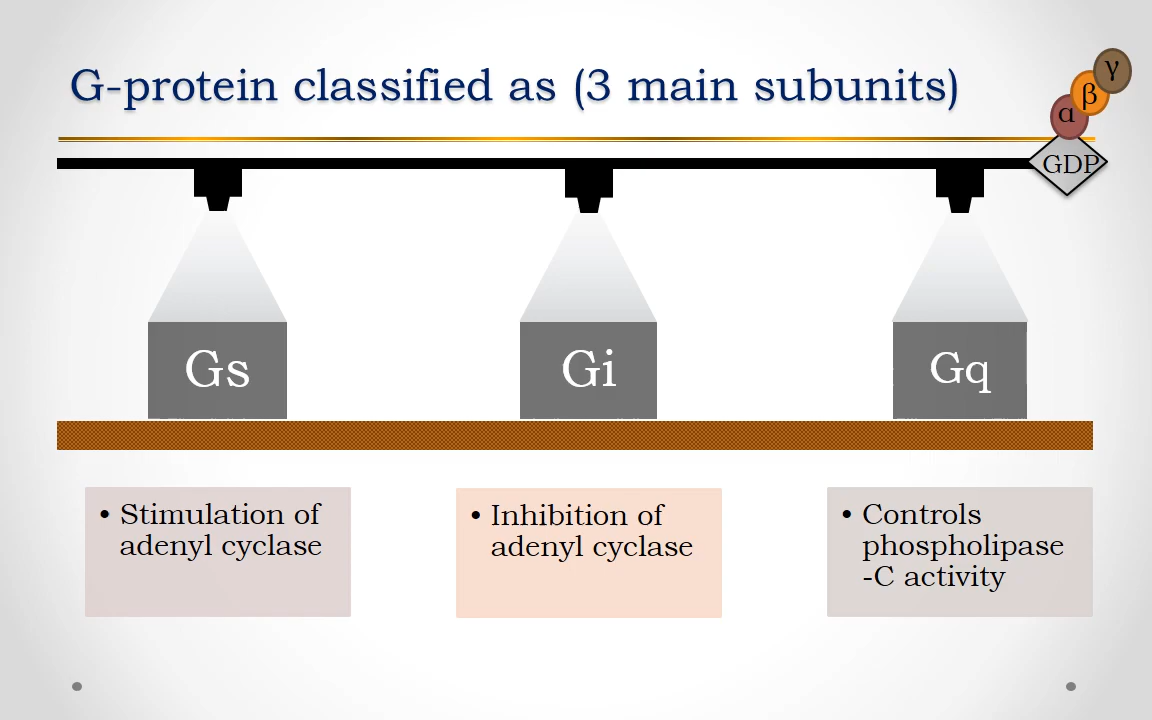 G-protein classified as (3 main subunits)
γ
β
α
GDP
Gs
Gi
Gq
• Stimulation of
adenyl cyclase
• Inhibition of
adenyl cyclase
• Controls
phospholipase
-C activity